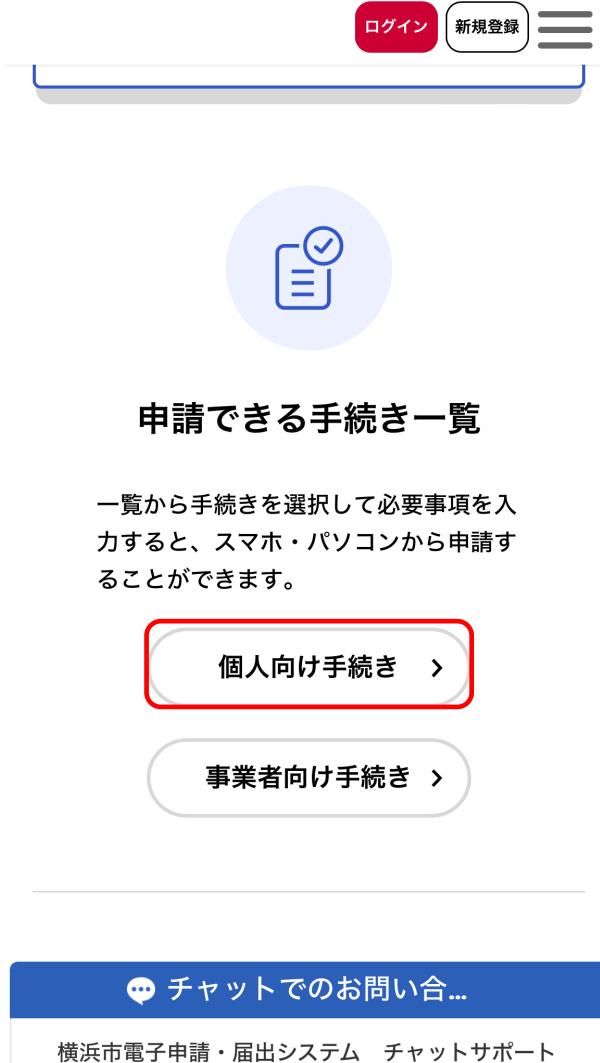 ログイン
新規登録
申請できる手続き一覧
一覧から手続きを選択して必要事項を入
力すると、スマホ・パソコンから申請す
ることができます。
個人向け手続き
事業者向け手続き
チャットでのお問い合...
横浜市電子申請・届出システム　チャットサポート